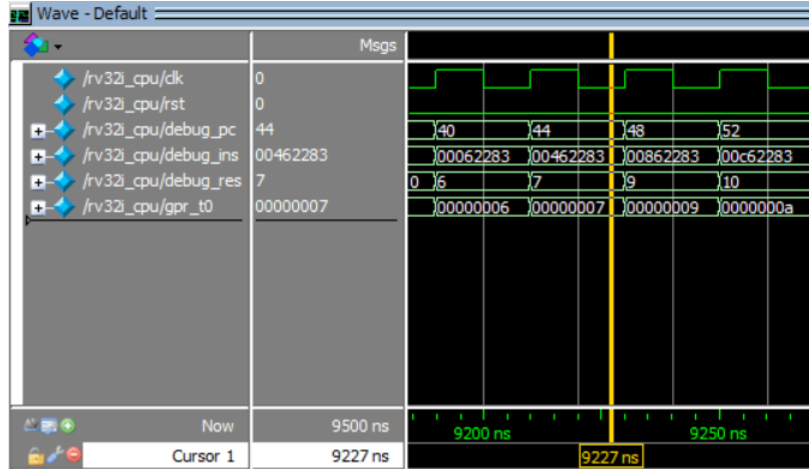 Wave - Default
Msgs
/rv32i_cpu/clk 0
/rv32i_cpu/rst 0
/rv32i_cpu/debug_pc 44 40 44 48 52
/rv32i_cpu/debug_ins 00462283 00062283 00462283 00862283 00c62283
/rv32i_cpu/debug_res 7 0 6 7 9 10
/rv32i_cpu/gpr_t0 00000007 00000006 00000007 00000009 0000000a
Now 9500 ns 9200 ns 9250 ns
Cursor 1 9227 ns 9227 ns